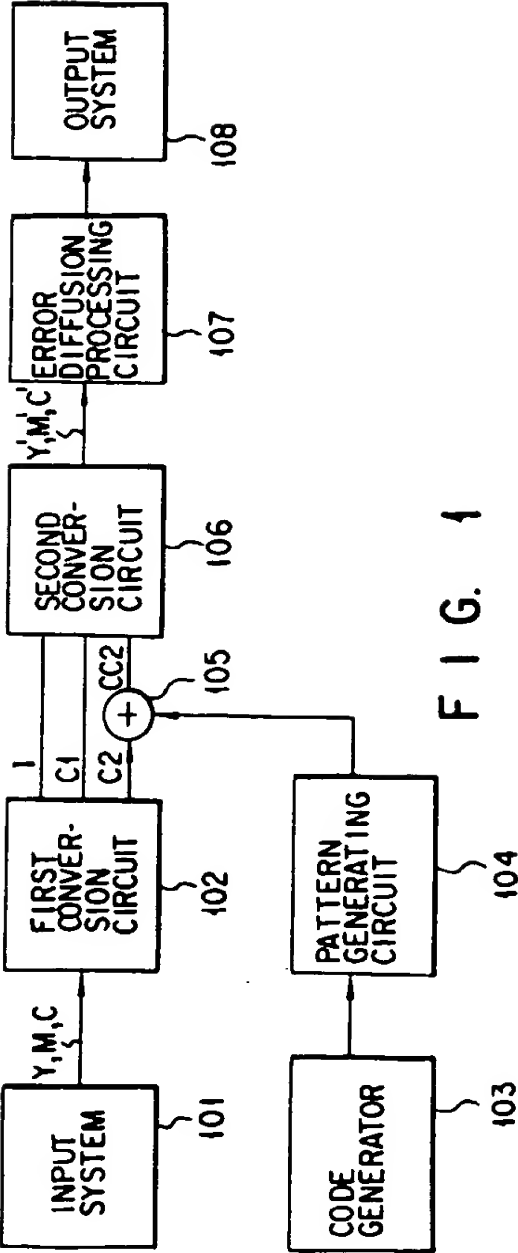 INPUT
SYSTEM
101
Y,M,C
FIRST
CONVER-
SION
CIRCUIT
102
I
C1
C2
CC2
105
+
SECOND
CONVER-
SION
CIRCUIT
106
Y',M',C'
ERROR
DIFFUSION
PROCESSING
CIRCUIT
107
OUTPUT
SYSTEM
108
CODE
GENERATOR
103
PATTERN
GENERATING
CIRCUIT
104
FIG. 1